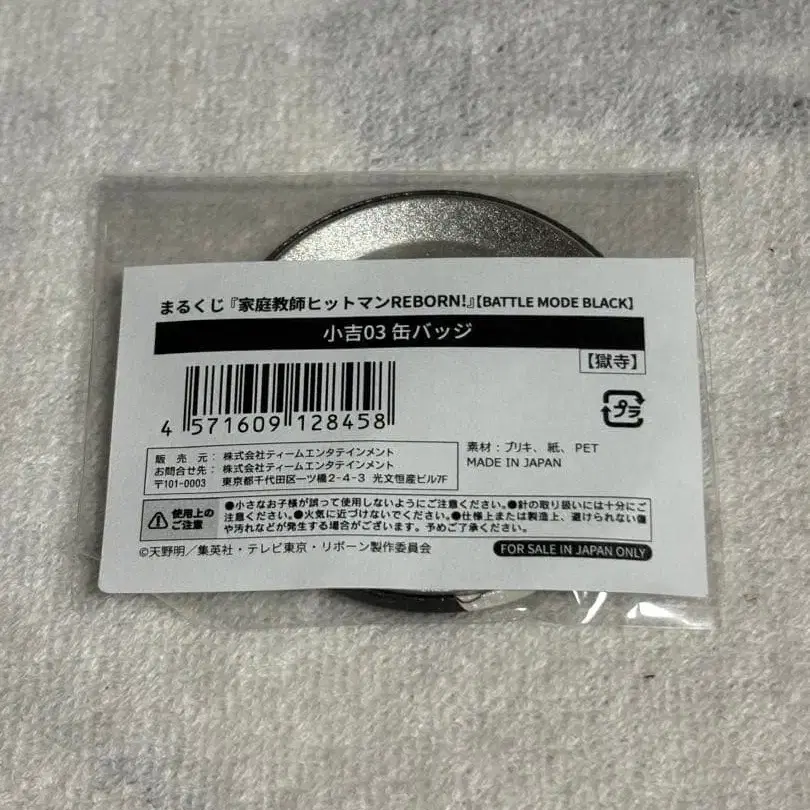 まるくじ『家庭教師ヒットマンREBORN!』【BATTLE MODE BLACK】
小吉03 缶バッジ
【獄寺】
4 571609 128458
プラ
販売元： 株式会社ティームエンタテインメント
お問合せ先： 株式会社ティームエンタテインメント
〒101-0003 東京都千代田区一ツ橋2-4-3 光文恒産ビル7F
素材：ブリキ、紙、PET
MADE IN JAPAN
使用上の
ご注意
●小さなお子様が誤って使用しないようにご注意ください。●針の取り扱いには十分にご
注意ください。●火気に近づけないでください。●仕様上または製造上、避けられない傷
や汚れなどが発生する場合がございます。予めご了承ください。
©天野明／集英社・テレビ東京・リボーン製作委員会
FOR SALE IN JAPAN ONLY